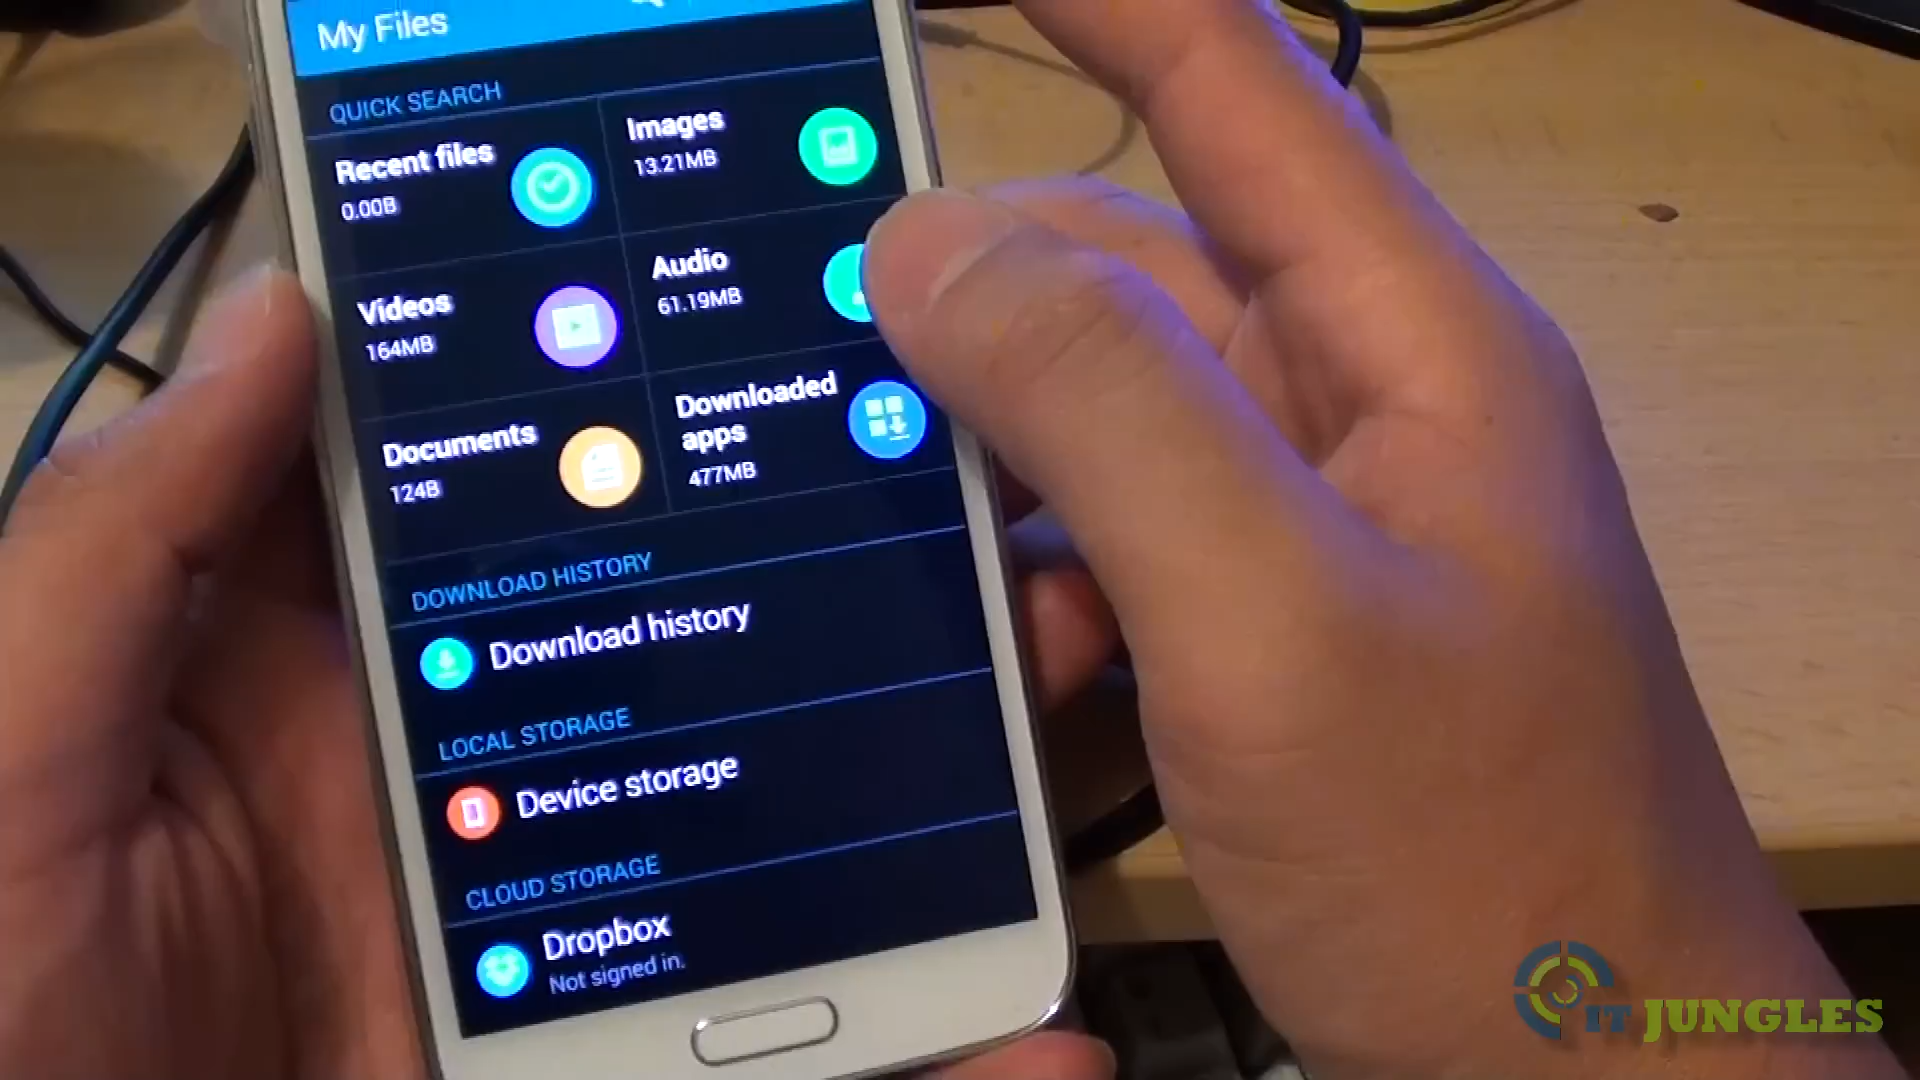 My Files
QUICK SEARCH
Recent files
0.00B
Images
13.21MB
Videos
164MB
Audio
61.19MB
Documents
124B
Downloaded
apps
477MB
DOWNLOAD HISTORY
Download history
LOCAL STORAGE
Device storage
CLOUD STORAGE
Dropbox
Not signed in.
IT JUNGLES